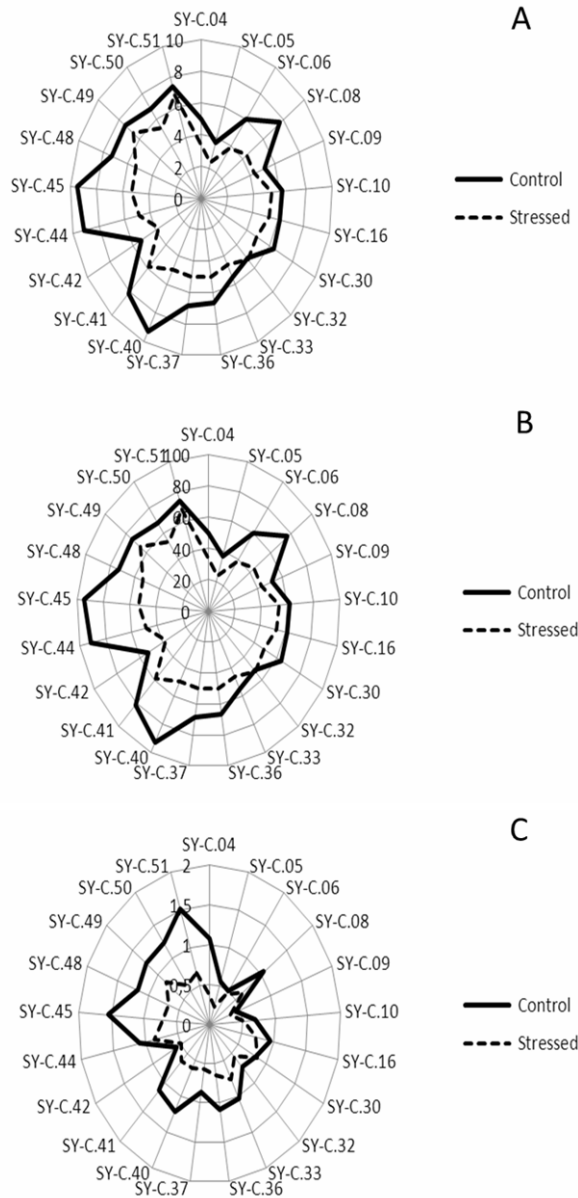 A
SY-C.04
SY-C.51
SY-C.05
SY-C.50
SY-C.06
SY-C.49
SY-C.08
SY-C.48
SY-C.09
SY-C.45
SY-C.10
SY-C.44
SY-C.16
SY-C.42
SY-C.30
SY-C.41
SY-C.32
SY-C.40
SY-C.33
SY-C.37
SY-C.36
10
8
6
4
2
0
Control
Stressed
B
SY-C.04
SY-C.51
SY-C.05
SY-C.50
SY-C.06
SY-C.49
SY-C.08
SY-C.48
SY-C.09
SY-C.45
SY-C.10
SY-C.44
SY-C.16
SY-C.42
SY-C.30
SY-C.41
SY-C.32
SY-C.40
SY-C.33
SY-C.37
SY-C.36
100
80
60
40
20
0
Control
Stressed
C
SY-C.04
SY-C.51
SY-C.05
SY-C.50
SY-C.06
SY-C.49
SY-C.08
SY-C.48
SY-C.09
SY-C.45
SY-C.10
SY-C.44
SY-C.16
SY-C.42
SY-C.30
SY-C.41
SY-C.32
SY-C.40
SY-C.33
SY-C.37
SY-C.36
2
1,5
1
0,5
0
Control
Stressed